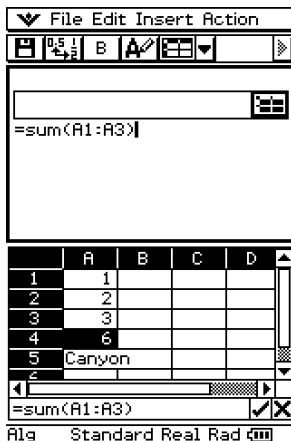 File Edit Insert Action
B A
=sum(A1:A3)
A B C D
1 1
2 2
3 3
4 6
5 Canyon
=sum(A1:A3)
Alg Standard Real Rad